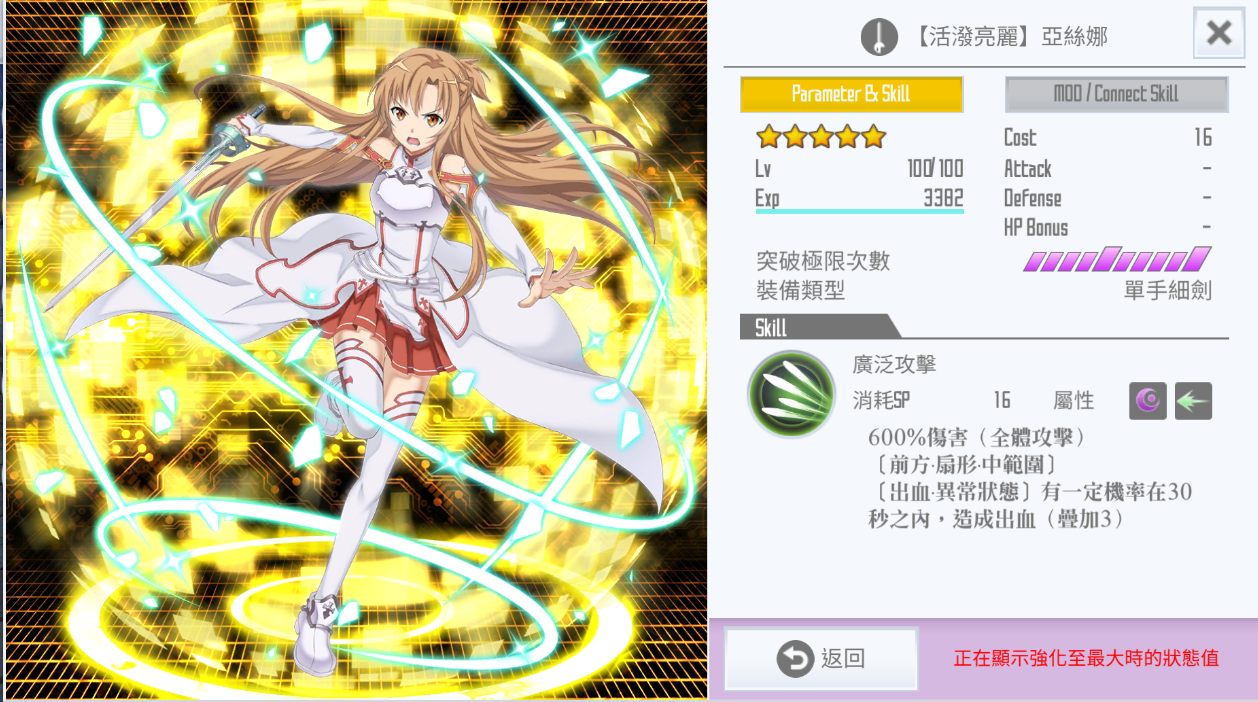 【活潑亮麗】亞絲娜
Parameter & Skill
MOD / Connect Skill
Lv 100/100
Exp 3382
Cost 16
Attack -
Defense -
HP Bonus -
突破極限次數
裝備類型 單手細劍
Skill
廣泛攻擊
消耗SP 16 屬性
600%傷害（全體攻擊）
〔前方·扇形·中範圍〕
〔出血·異常狀態〕有一定機率在30
秒之內，造成出血（疊加3）
返回
正在顯示強化至最大時的狀態值